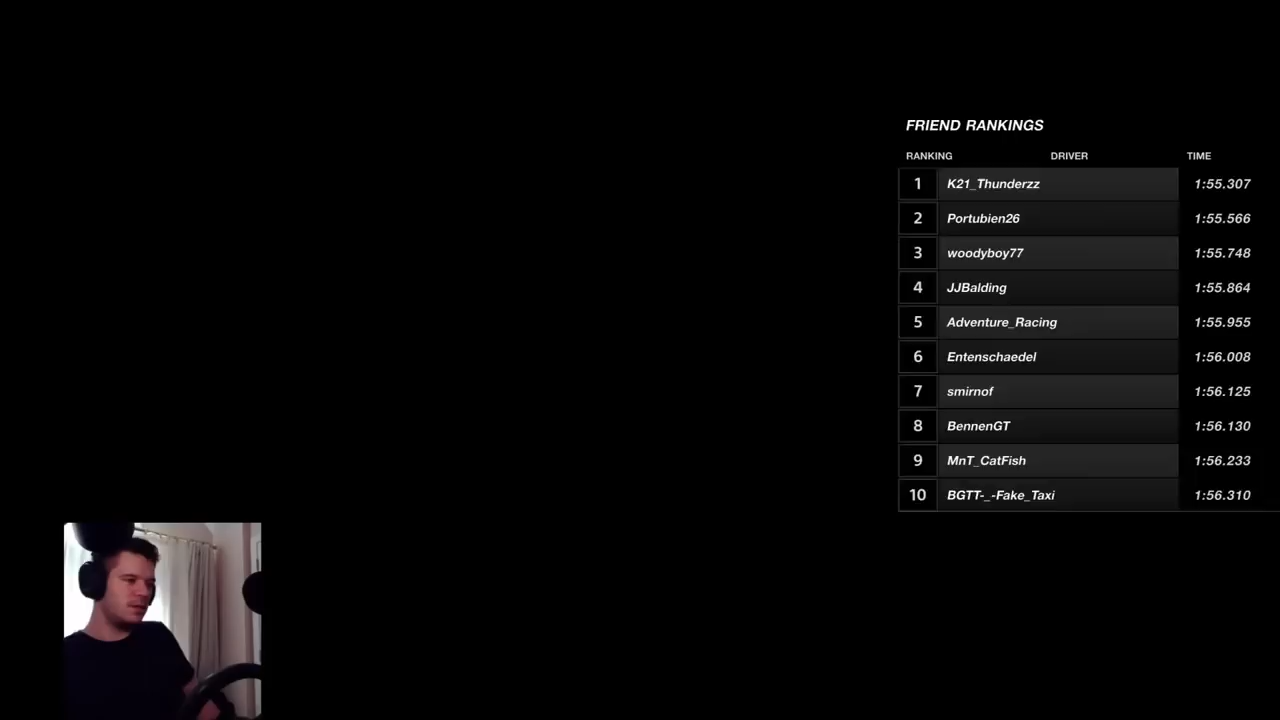 FRIEND RANKINGS
RANKING DRIVER TIME
1 K21_Thunderzz 1:55.307
2 Portubien26 1:55.566
3 woodyboy77 1:55.748
4 JJBalding 1:55.864
5 Adventure_Racing 1:55.955
6 Entenschaedel 1:56.008
7 smirnof 1:56.125
8 BennenGT 1:56.130
9 MnT_CatFish 1:56.233
10 BGTT-_-Fake_Taxi 1:56.310